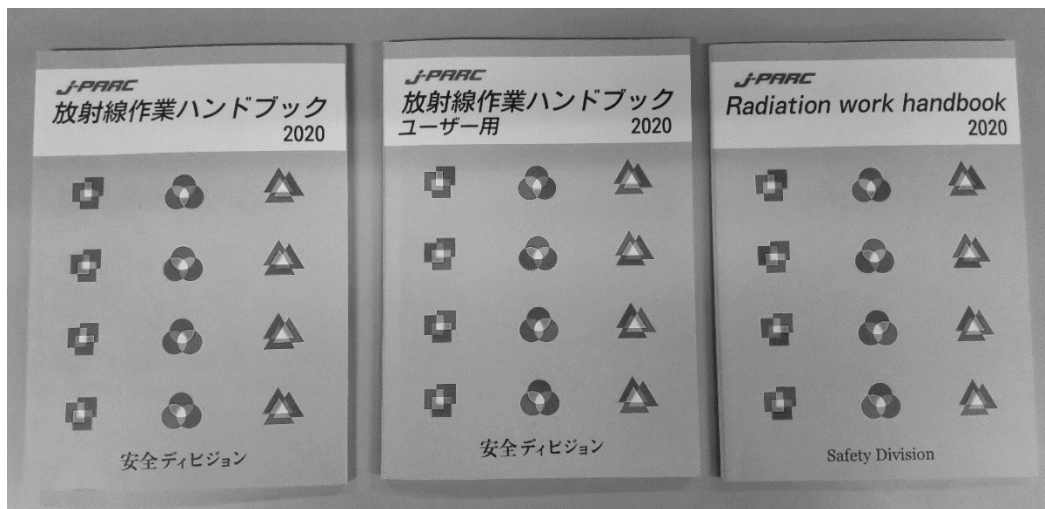 J-PARC
放射線作業ハンドブック
2020
安全ディビジョン
J-PARC
放射線作業ハンドブック
ユーザー用 2020
安全ディビジョン
J-PARC
Radiation work handbook
2020
Safety Division